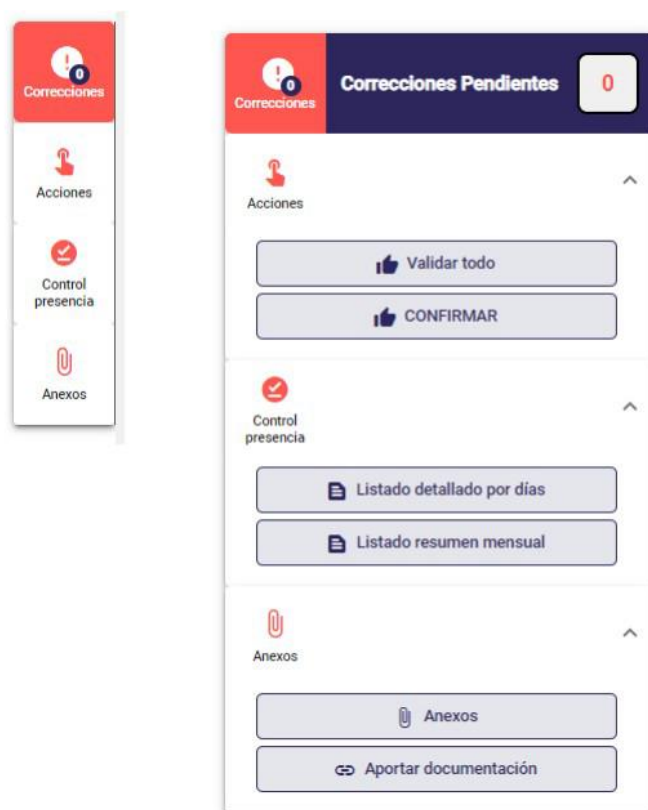 0
Correcciones
Acciones
Control
presencia
Anexos
0
Correcciones
Correcciones Pendientes
0
Acciones
Validar todo
CONFIRMAR
Control
presencia
Listado detallado por días
Listado resumen mensual
Anexos
Anexos
Aportar documentación